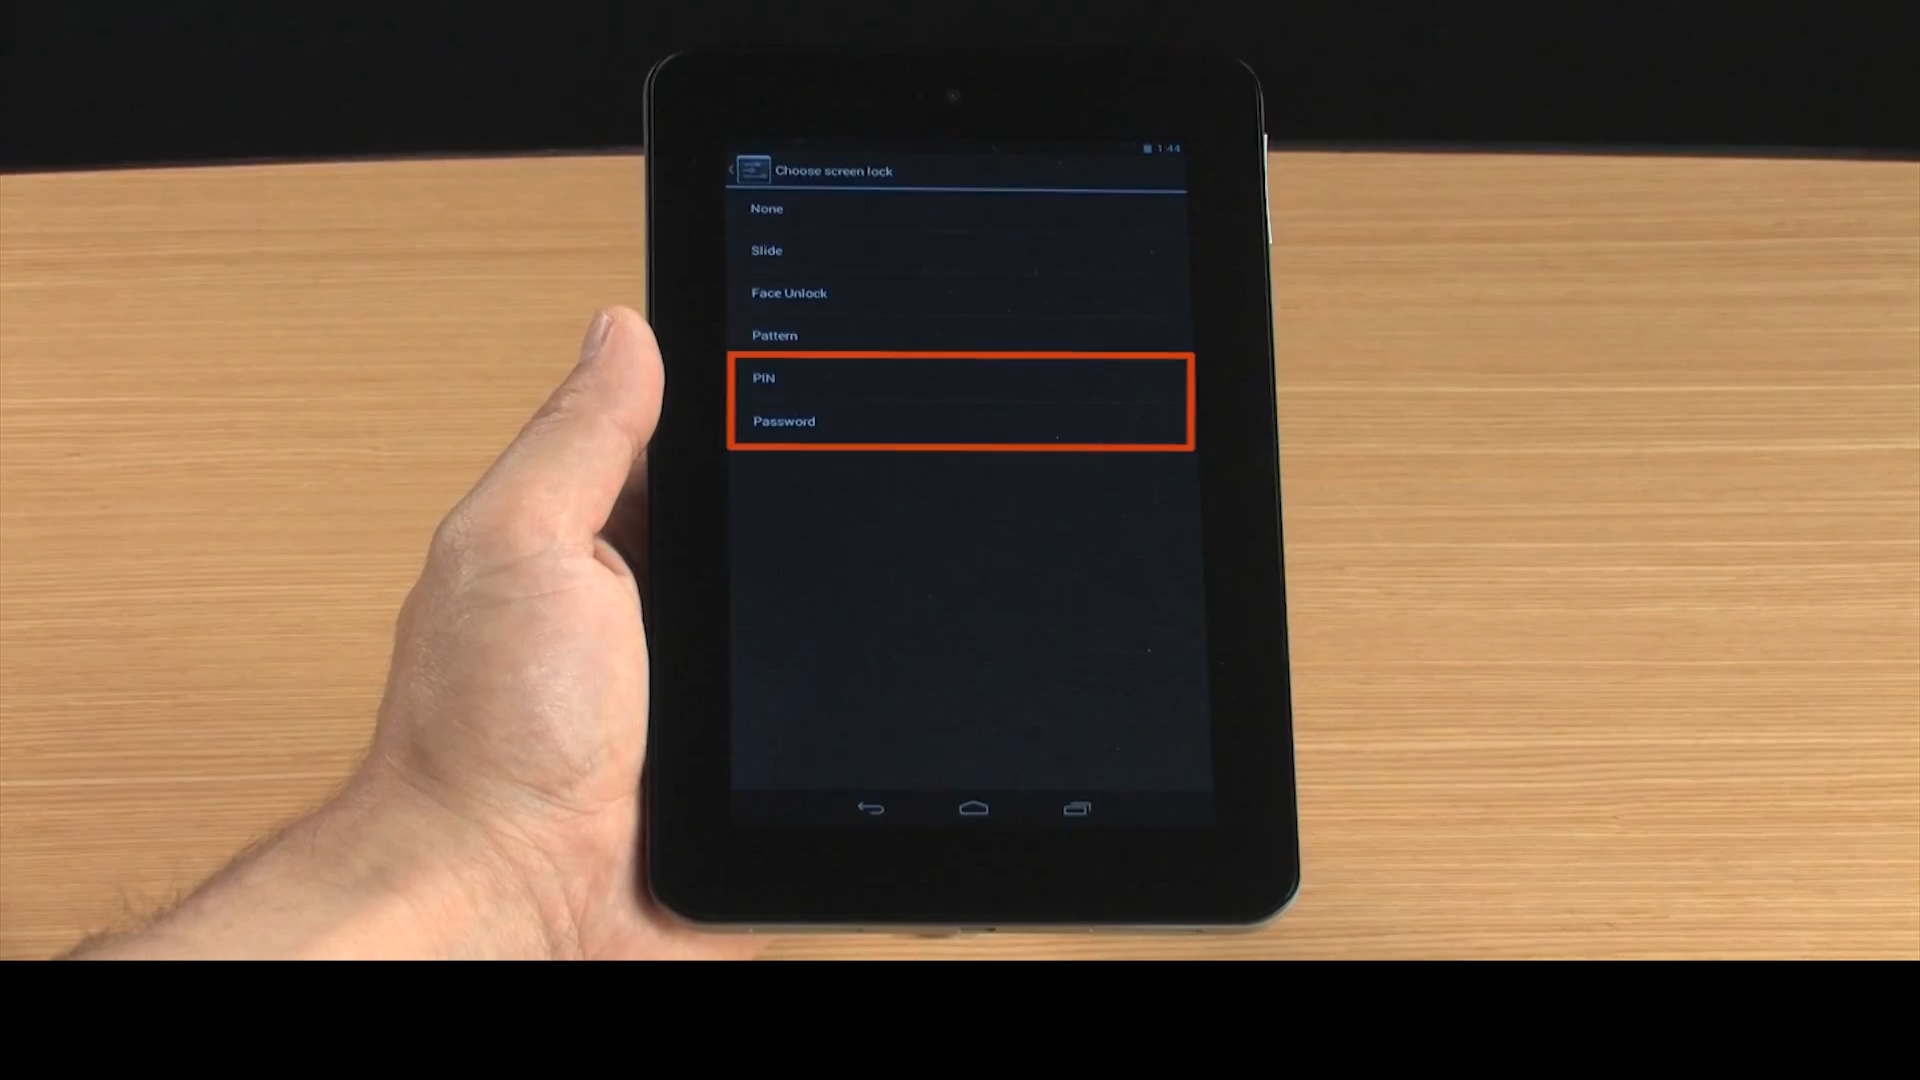 1:44
Choose screen lock
None
Slide
Face Unlock
Pattern
PIN
Password